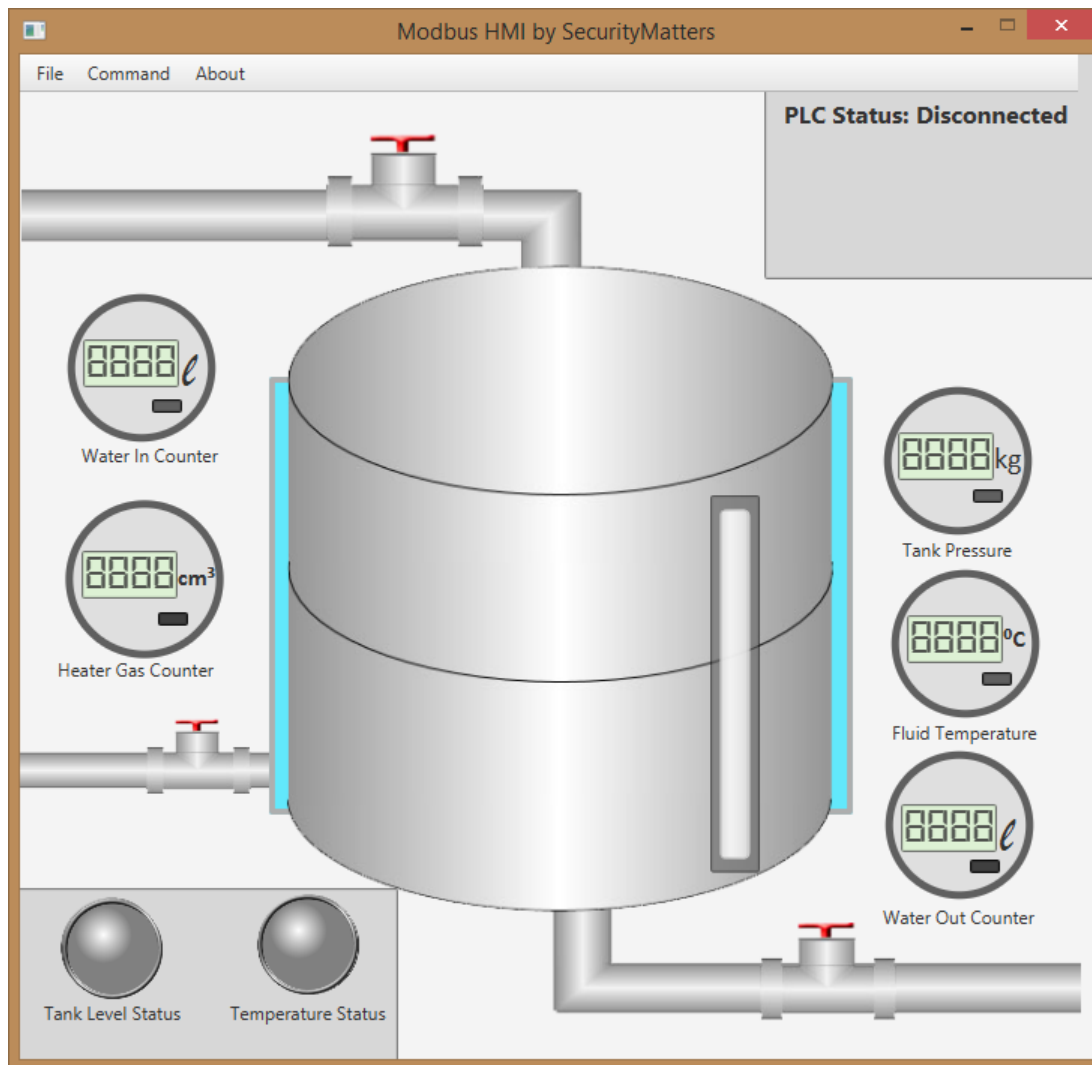 Modbus HMI by SecurityMatters
File Command About
PLC Status: Disconnected
8888 ℓ
Water In Counter
8888 kg
Tank Pressure
8888 cm³
Heater Gas Counter
8888 ⁰C
Fluid Temperature
8888 ℓ
Water Out Counter
Tank Level Status
Temperature Status